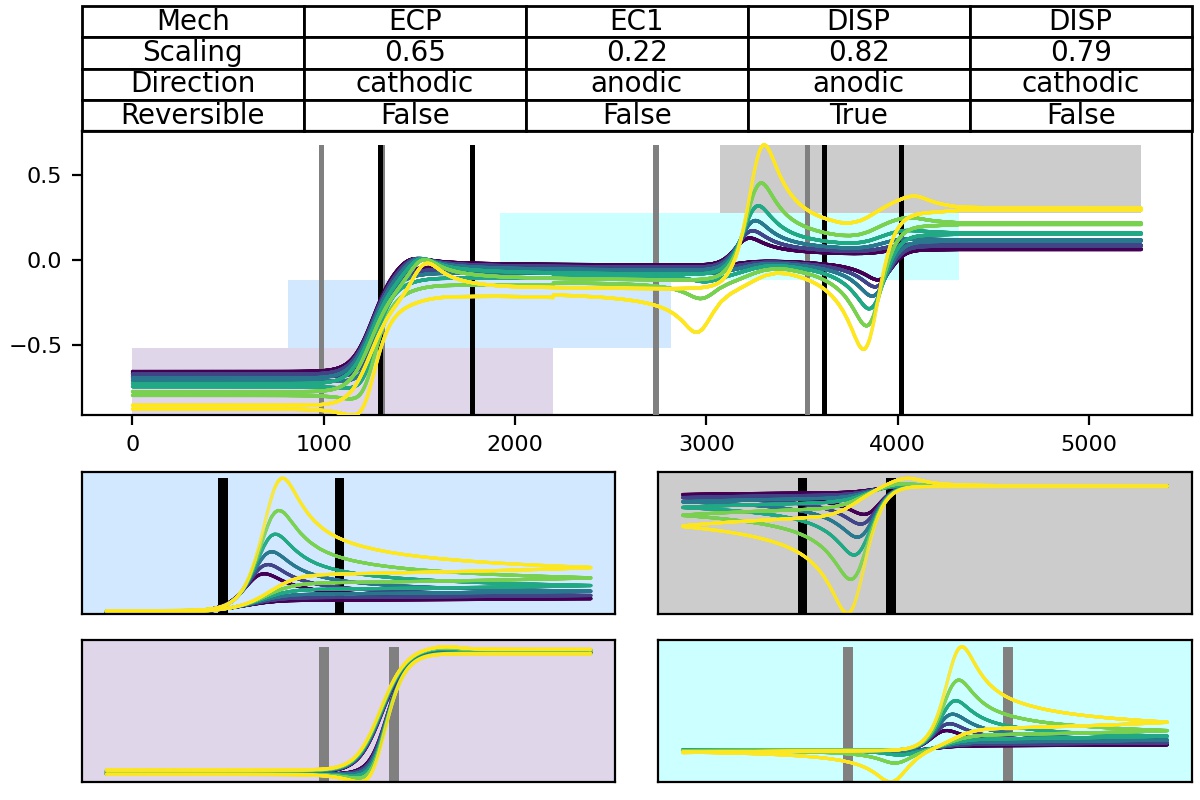 Mech ECP EC1 DISP DISP
Scaling 0.65 0.22 0.82 0.79
Direction cathodic anodic anodic cathodic
Reversible False False True False
0.5
0.0
−0.5
0 1000 2000 3000 4000 5000